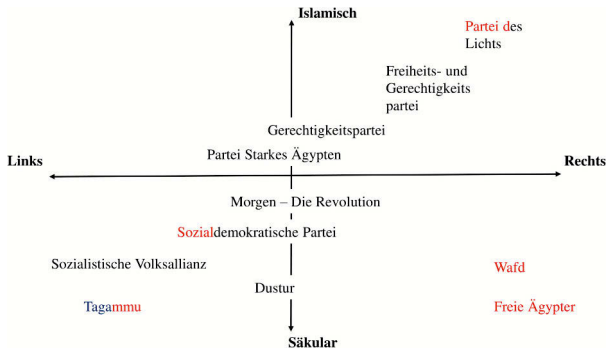 Islamisch
Partei des
Lichts
Freiheits- und
Gerechtigkeits
partei
Gerechtigkeitspartei
Partei Starkes Ägypten
Links
Rechts
Morgen – Die Revolution
Sozialdemokratische Partei
Sozialistische Volksallianz
Wafd
Dustur
Tagammu
Freie Ägypter
Säkular